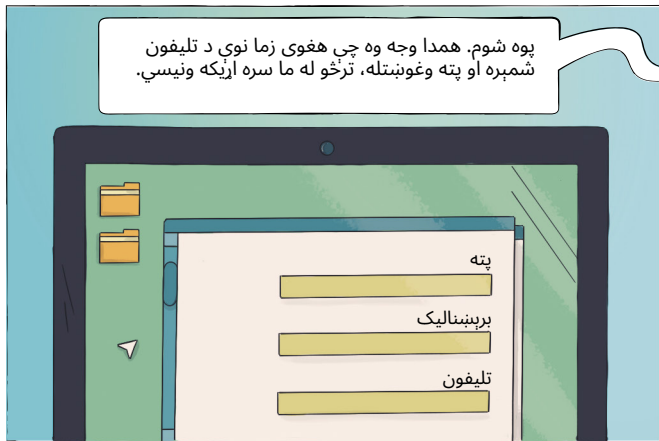 پوه شوم. همدا وجه وه چې هغوی زما نوې د تلیفون
شمېره او پته وغوښتله، ترڅو له ما سره اړیکه ونیسي.
پته
برېښنالیک
تلیفون